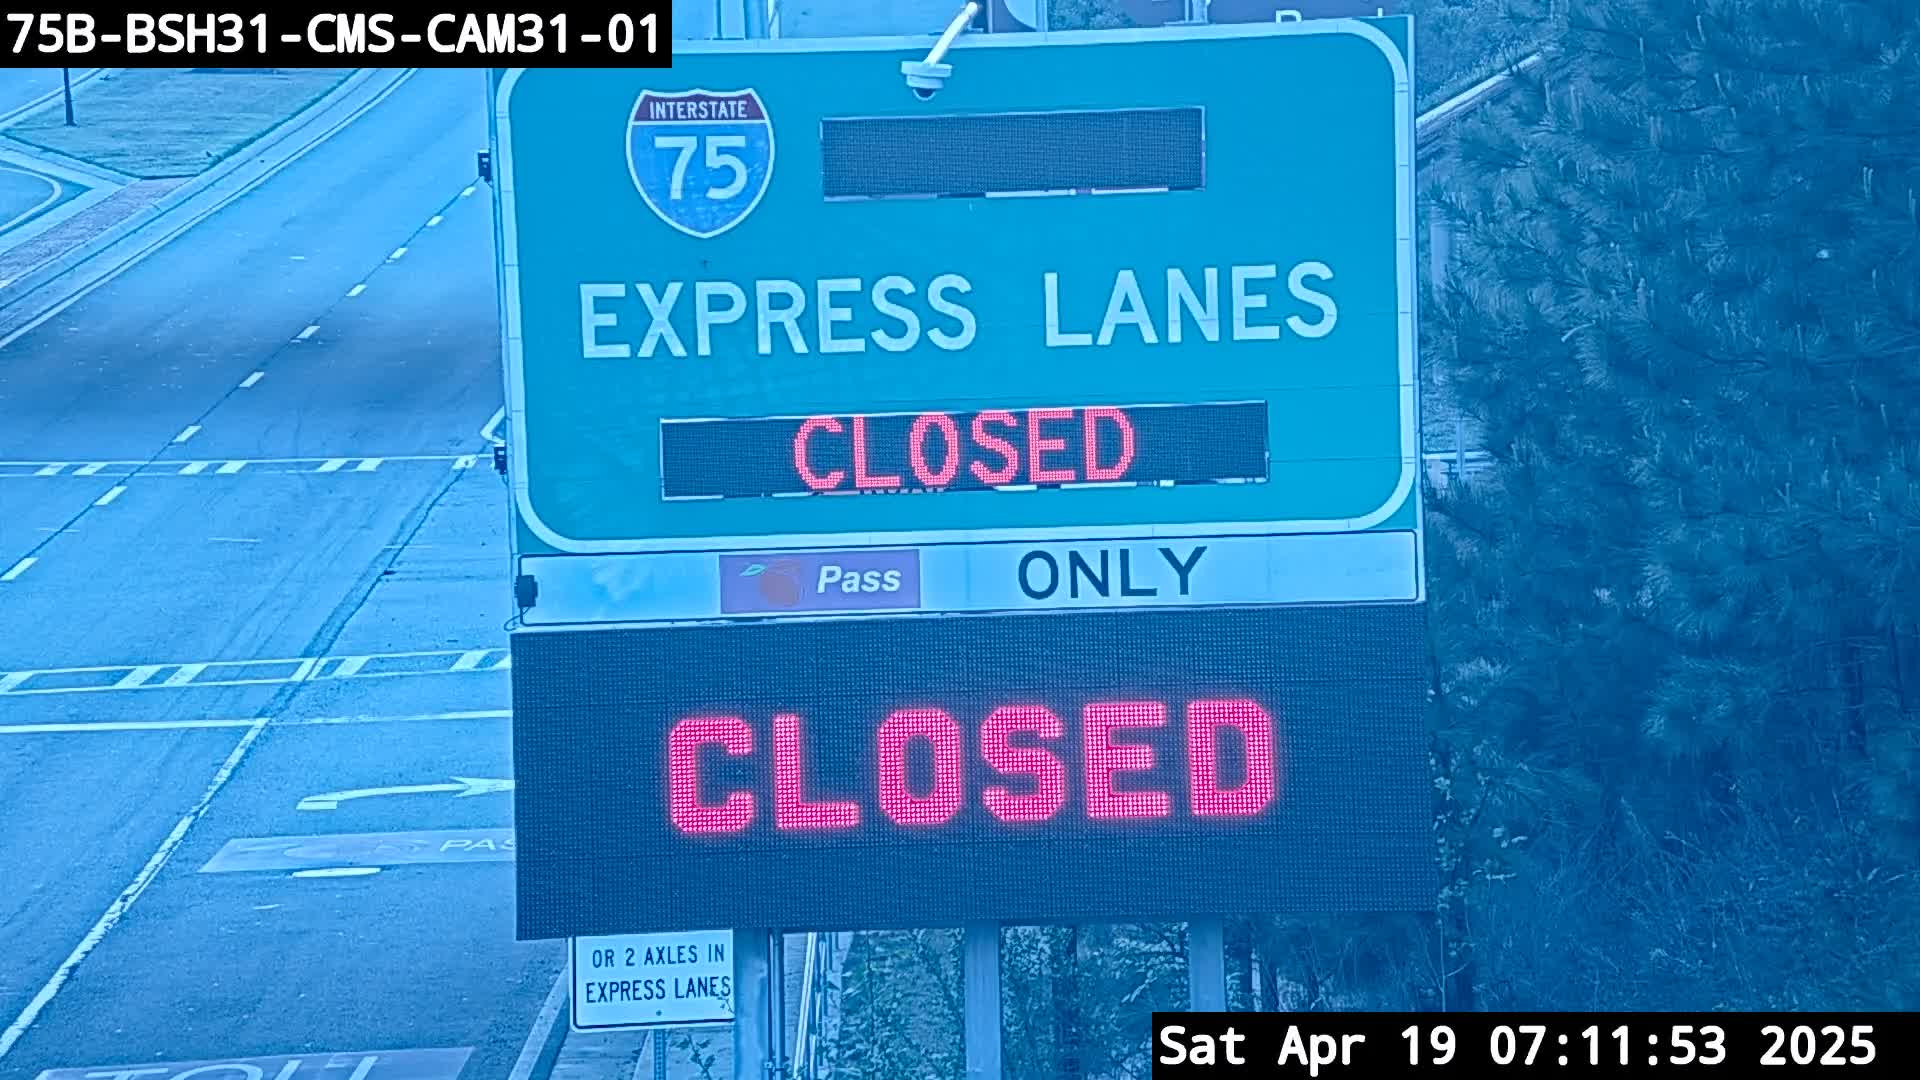 75B-BSH31-CMS-CAM31-01
INTERSTATE
75
EXPRESS LANES
CLOSED
Pass ONLY
CLOSED
OR 2 AXLES IN
EXPRESS LANES
Sat Apr 19 07:11:53 2025